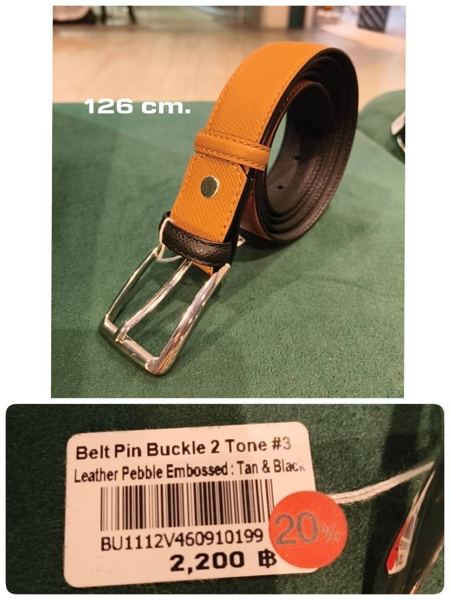 126 cm.
Belt Pin Buckle 2 Tone #3
Leather Pebble Embossed : Tan & Black
BU1112V460910199
20%
2,200 ฿